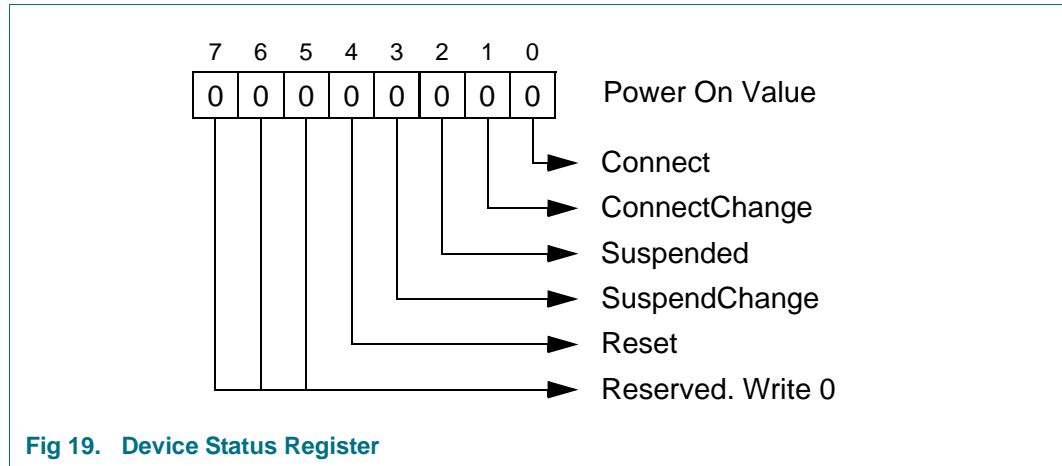 7 6 5 4 3 2 1 0
0 0 0 0 0 0 0 0 Power On Value
Connect
ConnectChange
Suspended
SuspendChange
Reset
Reserved. Write 0
Fig 19. Device Status Register